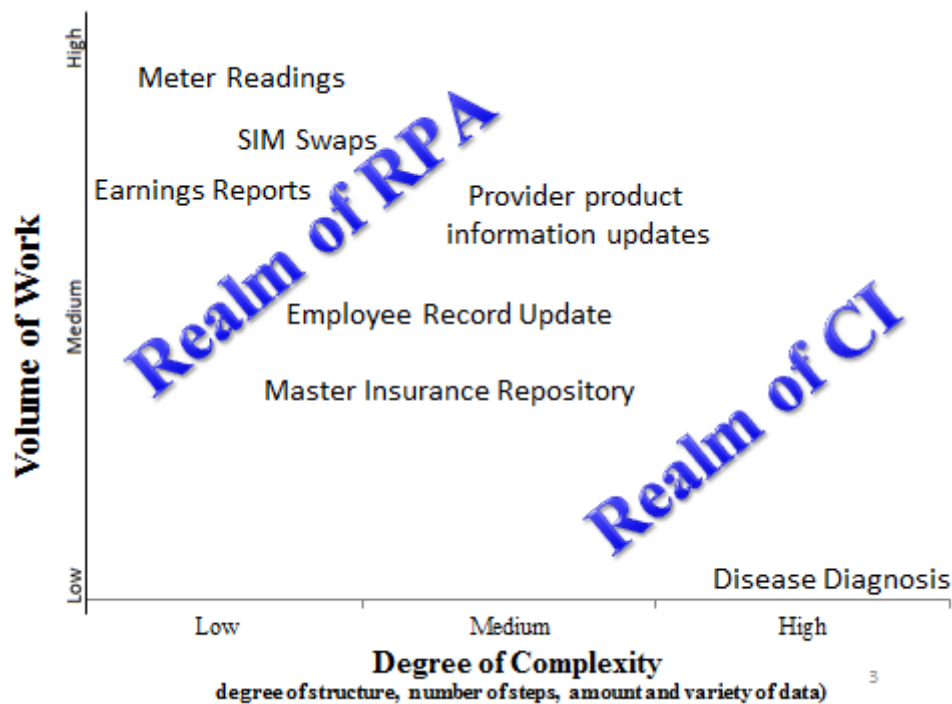 High
Meter Readings
SIM Swaps
Earnings Reports
Realm of RPA
Provider product
information updates
Volume of Work
Medium
Employee Record Update
Realm of CI
Master Insurance Repository
Low
Disease Diagnosis
Low
Medium
High
Degree of Complexity
3
degree of structure, number of steps, amount and variety of data)